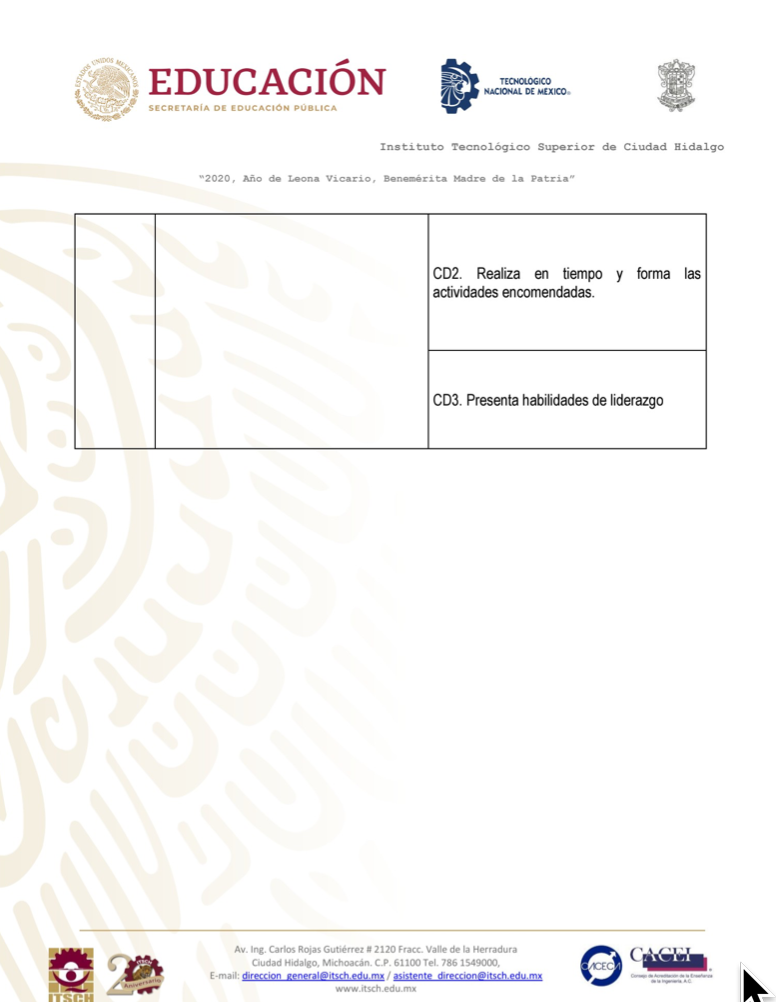 ESTADOS UNIDOS MEXICANOS
EDUCACIÓN
SECRETARÍA DE EDUCACIÓN PÚBLICA
TECNOLÓGICO
NACIONAL DE MÉXICO®
Instituto Tecnológico Superior de Ciudad Hidalgo
“2020, Año de Leona Vicario, Benemérita Madre de la Patria”
CD2. Realiza en tiempo y forma las
actividades encomendadas.
CD3. Presenta habilidades de liderazgo
Av. Ing. Carlos Rojas Gutiérrez # 2120 Fracc. Valle de la Herradura
Ciudad Hidalgo, Michoacán. C.P. 61100 Tel. 786 1549000,
E-mail: direccion_general@itsch.edu.mx / asistente_direccion@itsch.edu.mx
www.itsch.edu.mx
ITSCH
Aniversario
CACECA
CACEI
Consejo de Acreditación de la Enseñanza
de la Ingeniería, A.C.